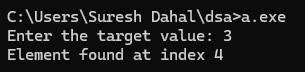 C:\Users\Suresh Dahal\dsa>a.exe
Enter the target value: 3
Element found at index 4